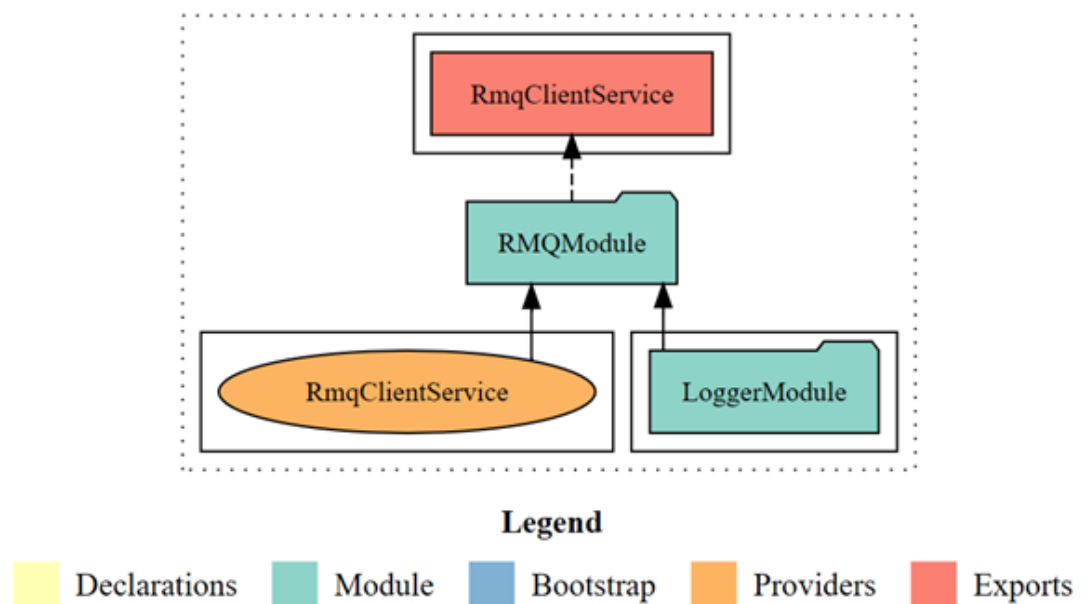 RmqClientService
RMQModule
RmqClientService
LoggerModule
Legend
Declarations
Module
Bootstrap
Providers
Exports